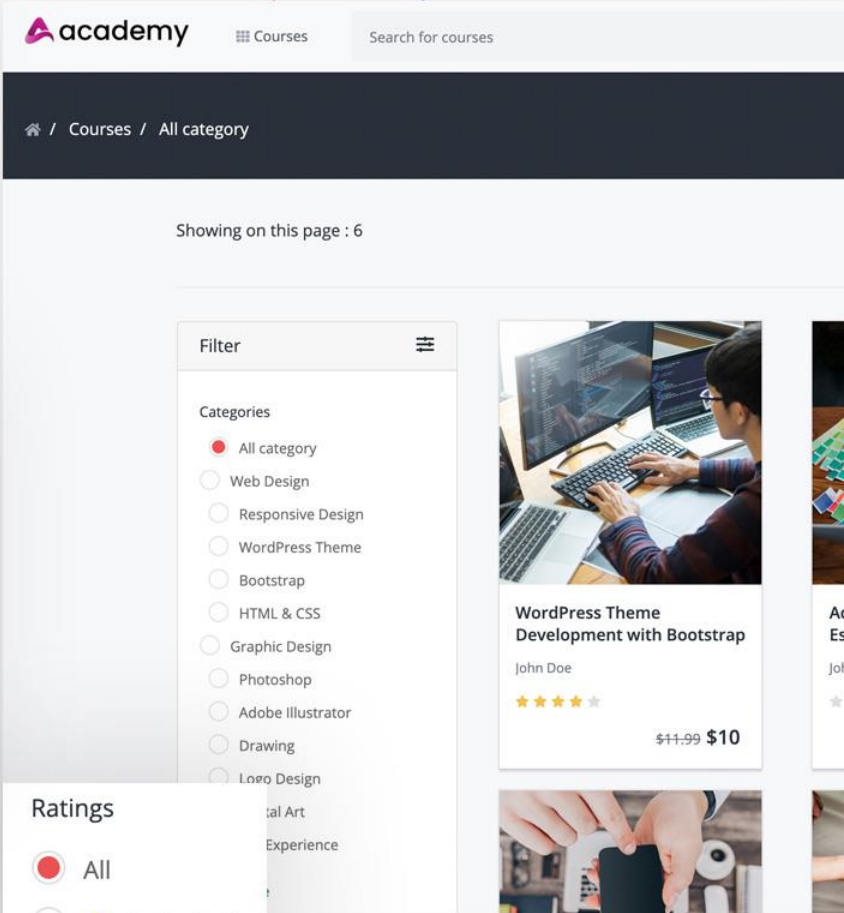 academy
Courses
Search for courses
/ Courses / All category
Showing on this page : 6
Filter
Categories
All category
Web Design
Responsive Design
WordPress Theme
Bootstrap
HTML & CSS
Graphic Design
Photoshop
Adobe Illustrator
Drawing
Logo Design
Art
Experience
Ratings
All
WordPress Theme
Development with Bootstrap
John Doe
$11.99 $10